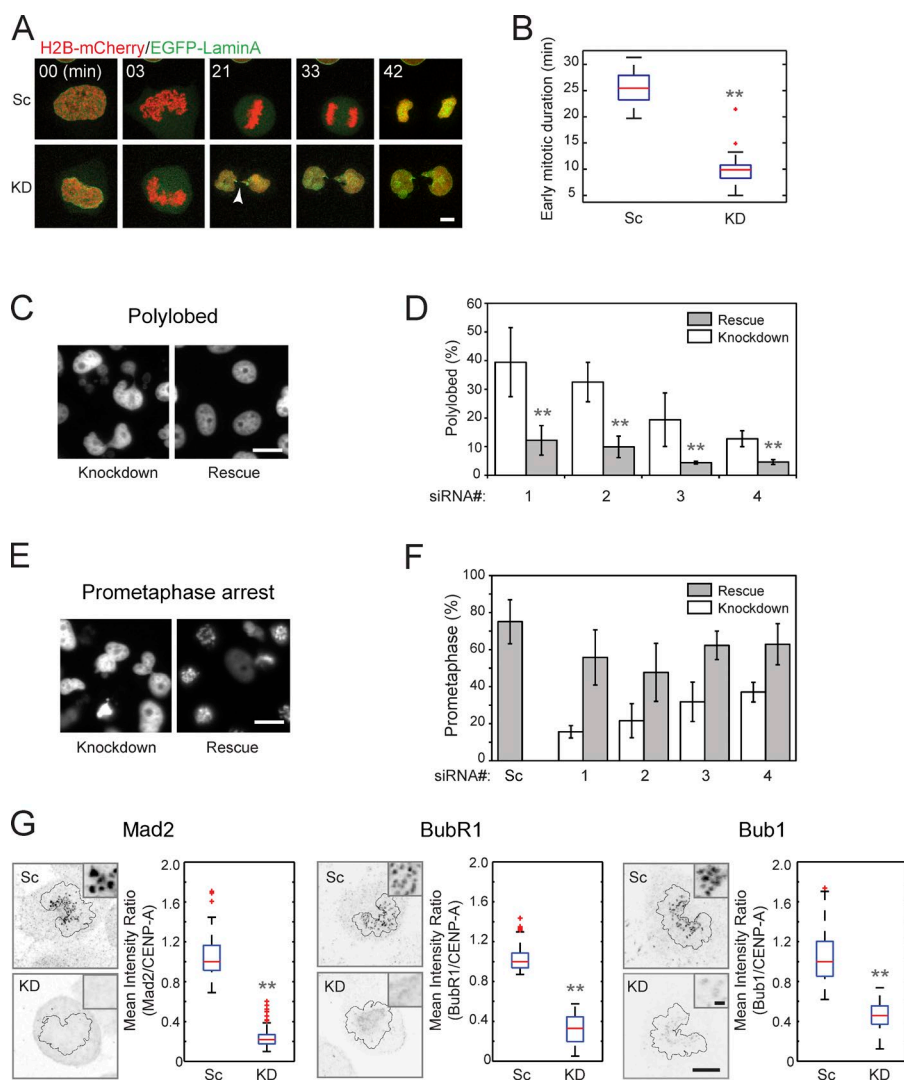 A
H2B-mCherry/EGFP-LaminA
00 (min)
03
21
33
42
Sc
KD
B
Early mitotic duration (min)
30
25
20
15
10
5
**
Sc
KD
C
Polylobed
Knockdown
Rescue
D
Polylobed (%)
60
50
40
30
20
10
0
Rescue
Knockdown
**
**
**
**
siRNA#:
1
2
3
4
E
Prometaphase arrest
Knockdown
Rescue
F
Prometaphase (%)
100
80
60
40
20
0
Rescue
Knockdown
siRNA#:
Sc
1
2
3
4
G
Mad2
Sc
KD
Mean Intensity Ratio
(Mad2/CENP-A)
2.0
1.6
1.2
0.8
0.4
**
Sc
KD
BubR1
Sc
KD
Mean Intensity Ratio
(BubR1/CENP-A)
2.0
1.6
1.2
0.8
0.4
0
**
Sc
KD
Bub1
Sc
KD
Mean Intensity Ratio
(Bub1/CENP-A)
2.0
1.6
1.2
0.8
0.4
0
**
Sc
KD